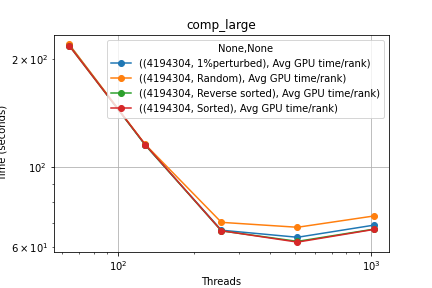 comp_large
None,None
((4194304, 1%perturbed), Avg GPU time/rank)
((4194304, Random), Avg GPU time/rank)
((4194304, Reverse sorted), Avg GPU time/rank)
((4194304, Sorted), Avg GPU time/rank)
2 × 10²
10²
6 × 10¹
(seconds)
10² 10³
Threads